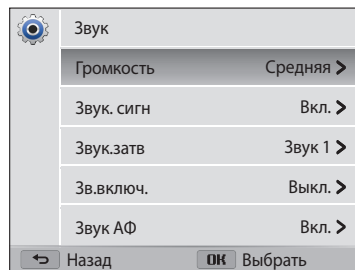 Звук
Громкость Средняя >
Звук. сигн Вкл. >
Звук.затв Звук 1 >
Зв.включ. Выкл. >
Звук АФ Вкл. >
Назад OK Выбрать